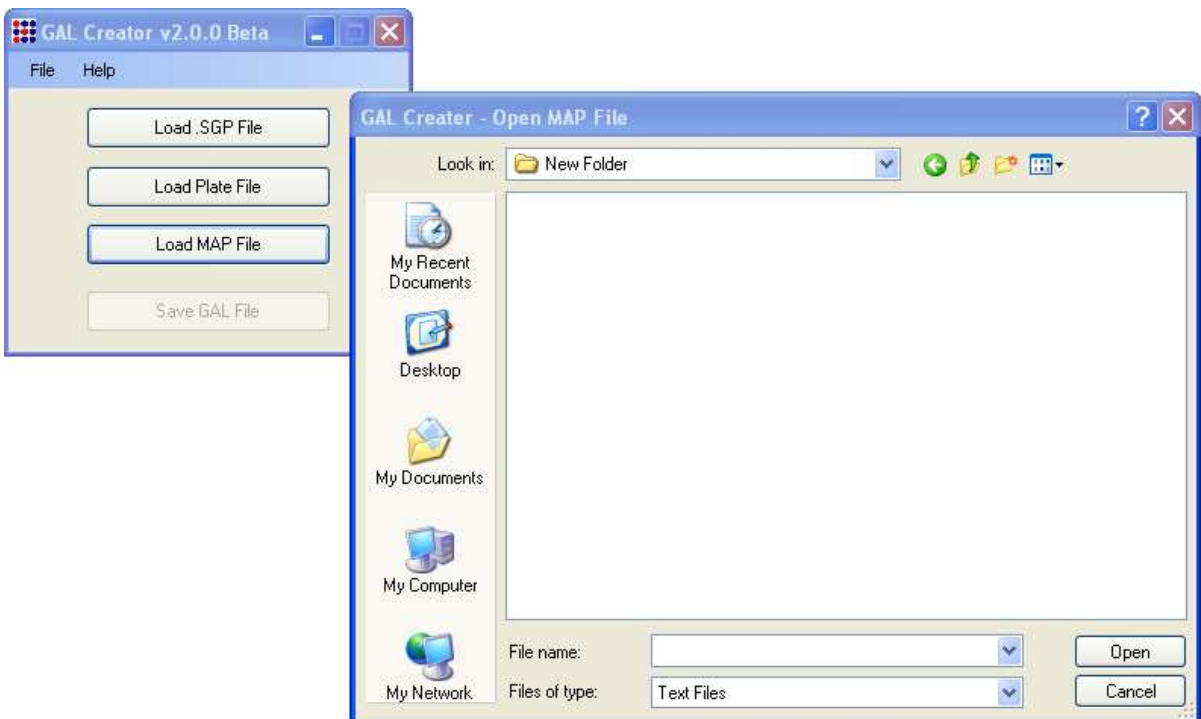 GAL Creator v2.0.0 Beta
File Help
Load .SGP File
Load Plate File
Load MAP File
Save GAL File
GAL Creater - Open MAP File
Look in: New Folder
My Recent
Documents
Desktop
My Documents
My Computer
My Network
File name: Open
Files of type: Text Files Cancel